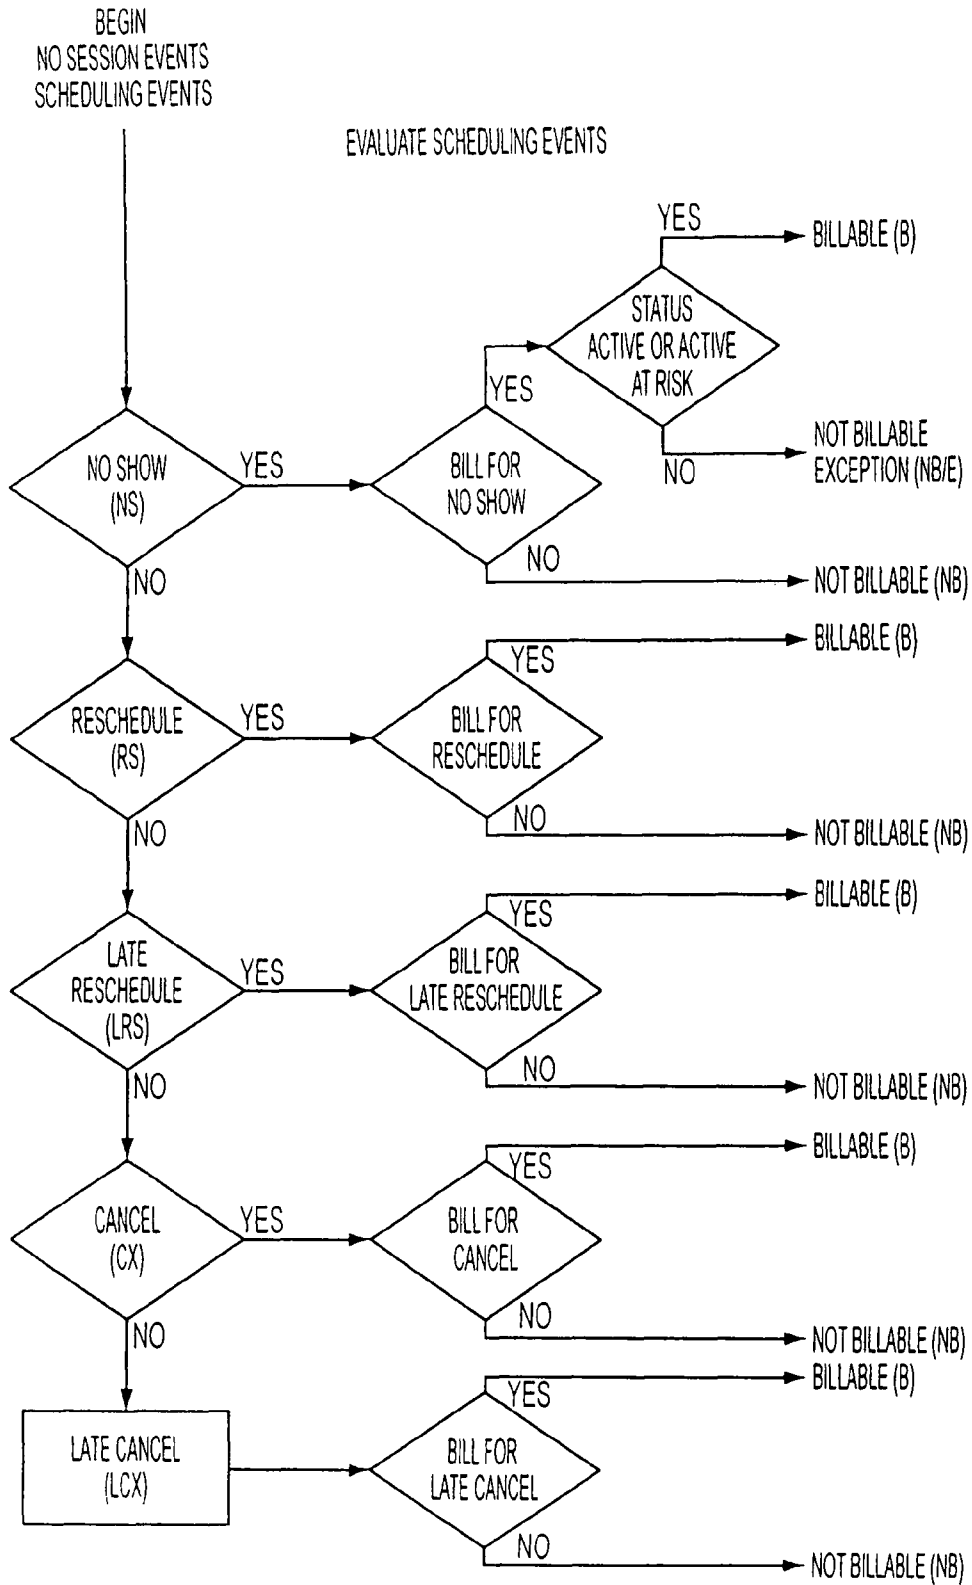 BEGIN
NO SESSION EVENTS
SCHEDULING EVENTS
EVALUATE SCHEDULING EVENTS
YES
BILLABLE (B)
STATUS
ACTIVE OR ACTIVE
AT RISK
YES
NO
NOT BILLABLE
EXCEPTION (NB/E)
NO SHOW
(NS)
YES
BILL FOR
NO SHOW
NO
NOT BILLABLE (NB)
NO
YES
BILLABLE (B)
RESCHEDULE
(RS)
YES
BILL FOR
RESCHEDULE
NO
NOT BILLABLE (NB)
NO
YES
BILLABLE (B)
LATE
RESCHEDULE
(LRS)
YES
BILL FOR
LATE RESCHEDULE
NO
NOT BILLABLE (NB)
NO
YES
BILLABLE (B)
CANCEL
(CX)
YES
BILL FOR
CANCEL
NO
NOT BILLABLE (NB)
NO
YES
BILLABLE (B)
LATE CANCEL
(LCX)
BILL FOR
LATE CANCEL
NO
NOT BILLABLE (NB)